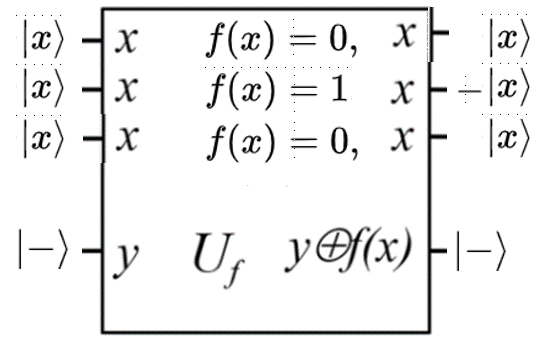 |x⟩ x f(x) = 0, x |x⟩
|x⟩ x f(x) = 1 x −|x⟩
|x⟩ x f(x) = 0, x |x⟩
|−⟩ y U_f y⊕f(x) |−⟩